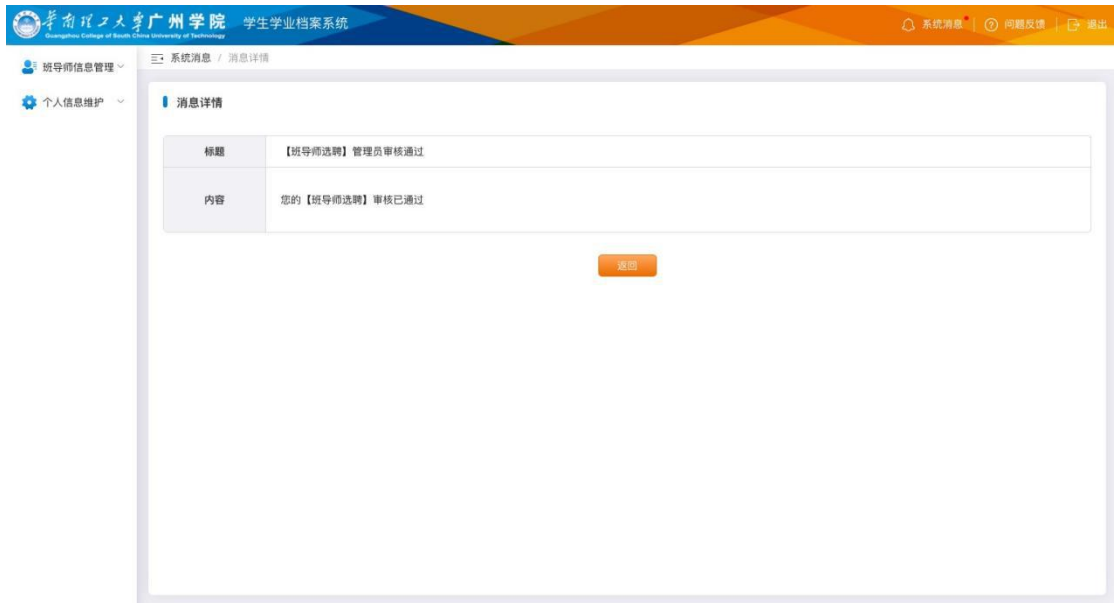 华南理工大学广州学院 学生学业档案系统
Guangzhou College of South China University of Technology
系统消息 | 问题反馈 | 退出
班导师信息管理
系统消息 / 消息详情
个人信息维护
消息详情
标题 【班导师选聘】管理员审核通过
内容 您的【班导师选聘】审核已通过
返回